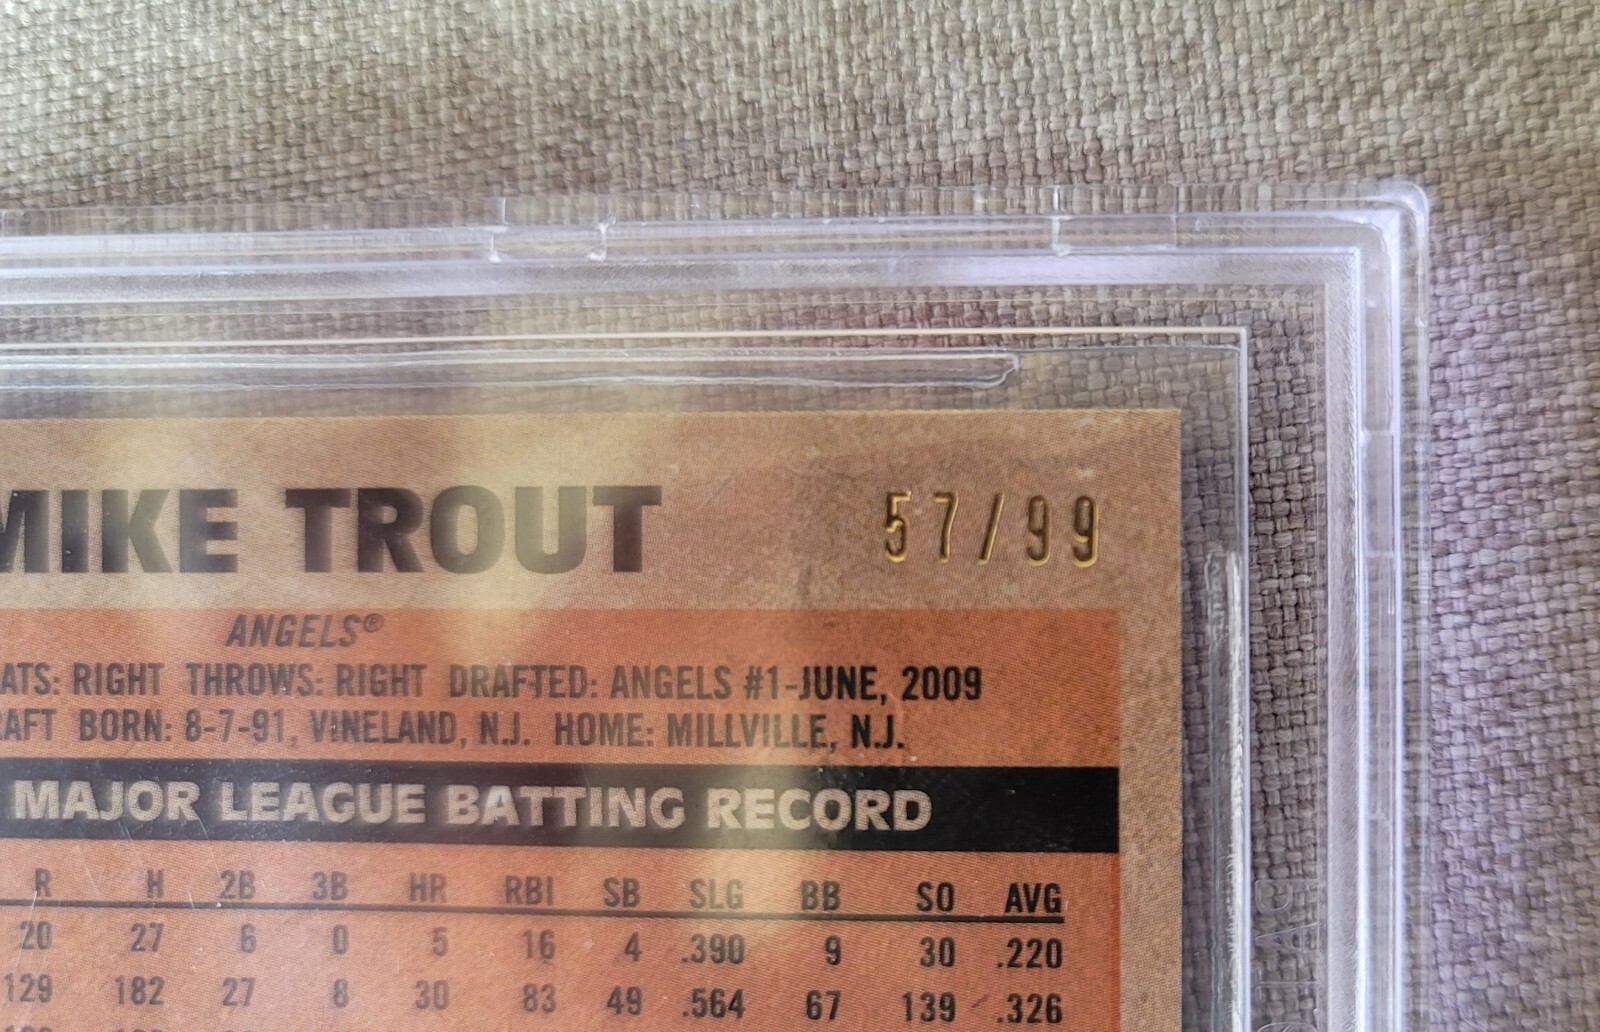 MIKE TROUT 57/99
ANGELS®
ATS: RIGHT THROWS: RIGHT DRAFTED: ANGELS #1-JUNE, 2009
RAFT BORN: 8-7-91, VINELAND, N.J. HOME: MILLVILLE, N.J.
MAJOR LEAGUE BATTING RECORD
R H 2B 3B HR RBI SB SLG BB SO AVG
20 27 6 0 5 16 4 .390 9 30 .220
129 182 27 8 30 83 49 .564 67 139 .326